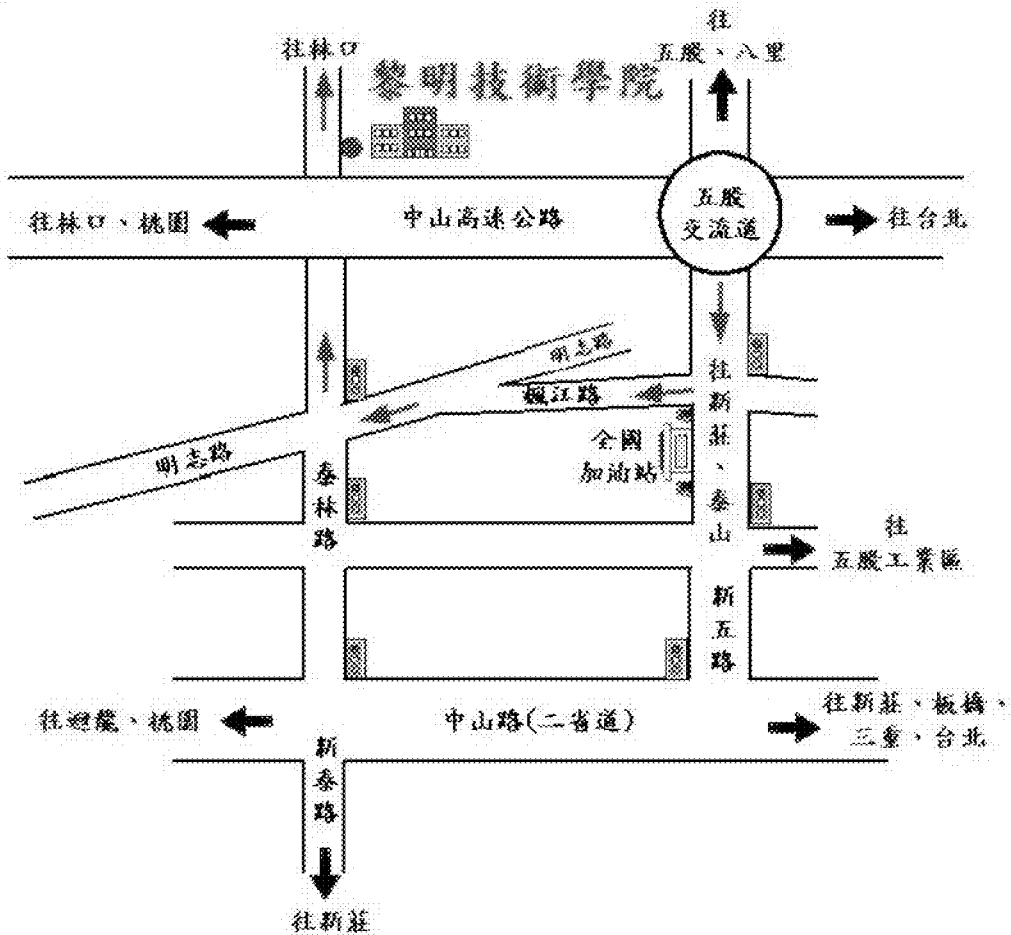 往林口
黎明技術學院
往
五股、八里
往林口、桃園
中山高速公路
五股
交流道
往台北
明志路
楓江路
往新莊、泰山
全國
加油站
明志路
泰林路
往
五股工業區
新五路
往迴龍、桃園
中山路(二省道)
往新莊、板橋、
三重、台北
新泰路
往新莊